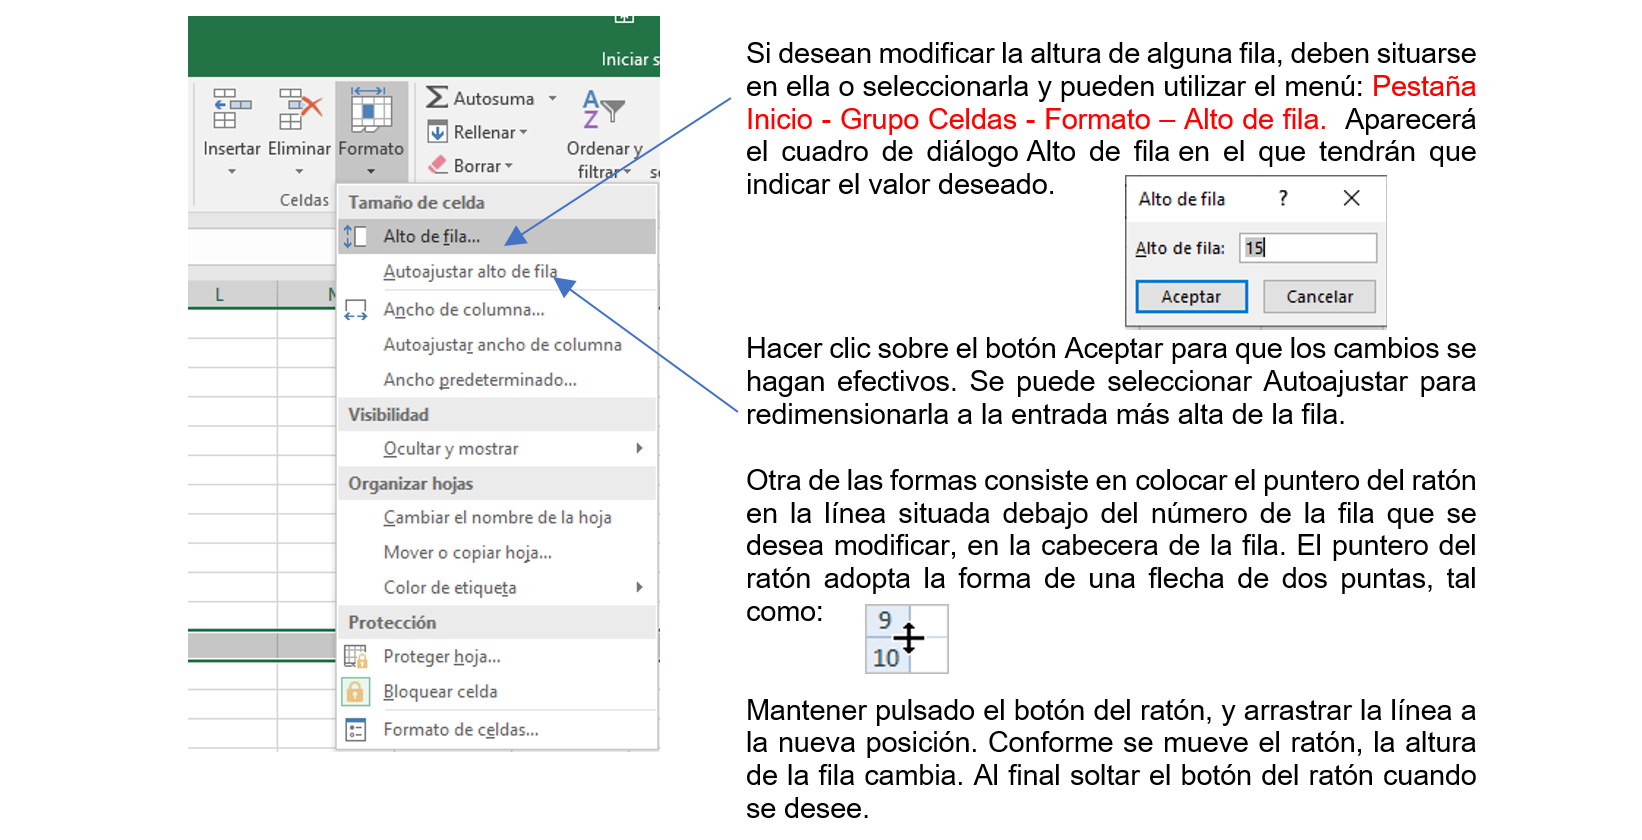 Iniciar s
Insertar
Eliminar
Formato
Autosuma
Rellenar
Borrar
Ordenar y
filtrar
Celdas
Tamaño de celda
Alto de fila...
Autoajustar alto de fila
Ancho de columna...
Autoajustar ancho de columna
Ancho predeterminado...
Visibilidad
Ocultar y mostrar
Organizar hojas
Cambiar el nombre de la hoja
Mover o copiar hoja...
Color de etiqueta
Protección
Proteger hoja...
Bloquear celda
Formato de celdas...
L
Si desean modificar la altura de alguna fila, deben situarse
en ella o seleccionarla y pueden utilizar el menú: Pestaña
Inicio - Grupo Celdas - Formato – Alto de fila. Aparecerá
el cuadro de diálogo Alto de fila en el que tendrán que
indicar el valor deseado.
Alto de fila ?
Alto de fila: 15
Aceptar Cancelar
Hacer clic sobre el botón Aceptar para que los cambios se
hagan efectivos. Se puede seleccionar Autoajustar para
redimensionarla a la entrada más alta de la fila.
Otra de las formas consiste en colocar el puntero del ratón
en la línea situada debajo del número de la fila que se
desea modificar, en la cabecera de la fila. El puntero del
ratón adopta la forma de una flecha de dos puntas, tal
como:
9
10
Mantener pulsado el botón del ratón, y arrastrar la línea a
la nueva posición. Conforme se mueve el ratón, la altura
de la fila cambia. Al final soltar el botón del ratón cuando
se desee.